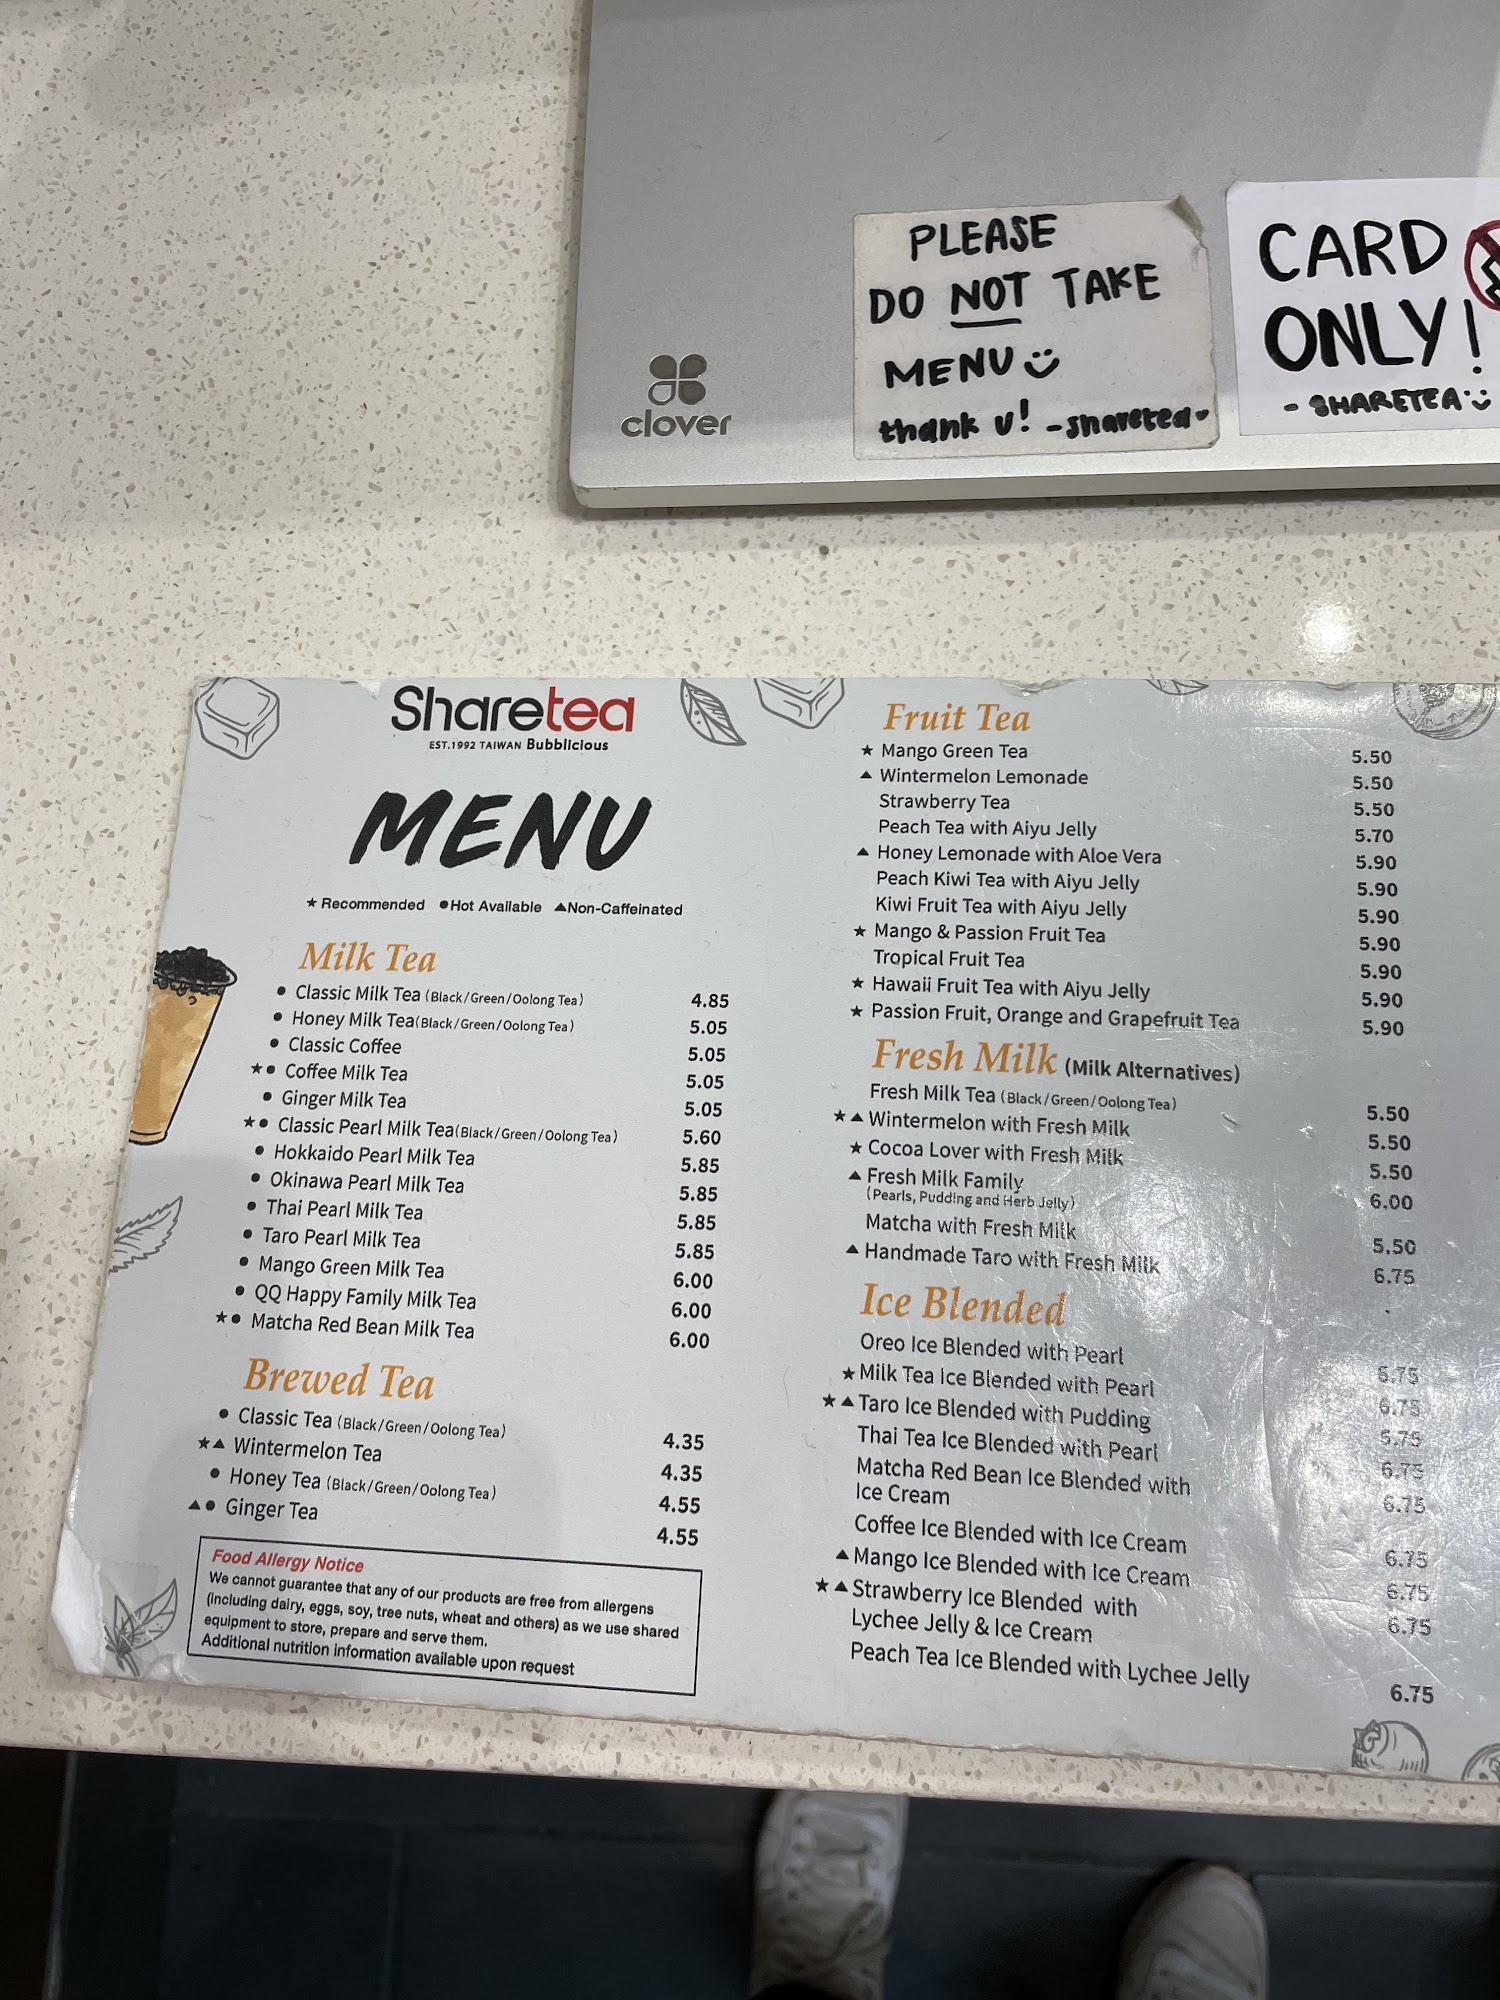 PLEASE
DO NOT TAKE
MENU
thank u! -sharetea
CARD
ONLY!
- SHARETEA
clover
Sharetea
EST.1992 TAIWAN Bubblicious
MENU
★ Recommended ●Hot Available ▲Non-Caffeinated
Milk Tea
● Classic Milk Tea (Black/Green/Oolong Tea) 4.85
● Honey Milk Tea(Black/Green/Oolong Tea) 5.05
● Classic Coffee 5.05
★● Coffee Milk Tea 5.05
● Ginger Milk Tea 5.05
★● Classic Pearl Milk Tea(Black/Green/Oolong Tea) 5.60
● Hokkaido Pearl Milk Tea 5.85
● Okinawa Pearl Milk Tea 5.85
● Thai Pearl Milk Tea 5.85
● Taro Pearl Milk Tea 5.85
● Mango Green Milk Tea 6.00
● QQ Happy Family Milk Tea 6.00
★● Matcha Red Bean Milk Tea 6.00
Brewed Tea
● Classic Tea (Black/Green/Oolong Tea) 4.35
★▲ Wintermelon Tea 4.35
● Honey Tea (Black/Green/Oolong Tea) 4.55
▲● Ginger Tea 4.55
Food Allergy Notice
We cannot guarantee that any of our products are free from allergens
(including dairy, eggs, soy, tree nuts, wheat and others) as we use shared
equipment to store, prepare and serve them.
Additional nutrition information available upon request
Fruit Tea
★ Mango Green Tea 5.50
▲ Wintermelon Lemonade 5.50
Strawberry Tea 5.50
Peach Tea with Aiyu Jelly 5.70
▲ Honey Lemonade with Aloe Vera 5.90
Peach Kiwi Tea with Aiyu Jelly 5.90
Kiwi Fruit Tea with Aiyu Jelly 5.90
★ Mango & Passion Fruit Tea 5.90
Tropical Fruit Tea 5.90
★ Hawaii Fruit Tea with Aiyu Jelly 5.90
★ Passion Fruit, Orange and Grapefruit Tea 5.90
Fresh Milk (Milk Alternatives)
Fresh Milk Tea (Black/Green/Oolong Tea) 5.50
★▲ Wintermelon with Fresh Milk 5.50
★ Cocoa Lover with Fresh Milk 5.50
▲ Fresh Milk Family 6.00
(Pearls, Pudding and Herb Jelly)
Matcha with Fresh Milk 5.50
▲ Handmade Taro with Fresh Milk 6.75
Ice Blended
Oreo Ice Blended with Pearl 6.75
★ Milk Tea Ice Blended with Pearl 6.75
★▲ Taro Ice Blended with Pudding 6.75
Thai Tea Ice Blended with Pearl 6.75
Matcha Red Bean Ice Blended with 6.75
Ice Cream
Coffee Ice Blended with Ice Cream 6.75
▲ Mango Ice Blended with Ice Cream 6.75
★▲ Strawberry Ice Blended with 6.75
Lychee Jelly & Ice Cream
Peach Tea Ice Blended with Lychee Jelly 6.75